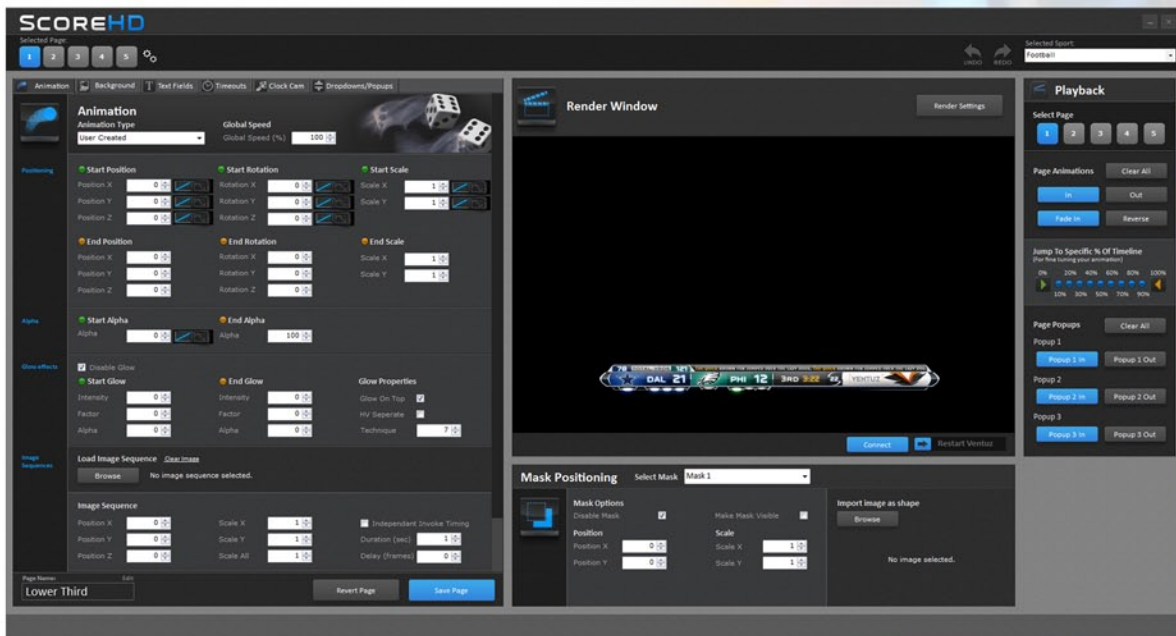 SCOREHD
Selected Page:
1 2 3 4 5
UNDO REDO
Selected Sport:
Football
Animation Background Text Fields Timeouts Clock Cam Dropdowns/Popups
Animation
Animation Type Global Speed
User Created Global Speed (%) 100
Positioning
Start Position Start Rotation Start Scale
Position X 0 Rotation X 0 Scale X 1
Position Y 0 Rotation Y 0 Scale Y 1
Position Z 0 Rotation Z 0
End Position End Rotation End Scale
Position X 0 Rotation X 0 Scale X 1
Position Y 0 Rotation Y 0 Scale Y 1
Position Z 0 Rotation Z 0
Alpha
Start Alpha End Alpha
Alpha 0 Alpha 100
Glow effects
Disable Glow
Start Glow End Glow Glow Properties
Intensity 0 Intensity 0 Glow On Top
Factor 0 Factor 0 HV Seperate
Alpha 0 Alpha 0 Technique 7
Image Sequences
Load Image Sequence Clear Image
Browse No image sequence selected.
Image Sequence
Position X 0 Scale X 1 Independant Invoke Timing
Position Y 0 Scale Y 1 Duration (sec) 1
Position Z 0 Scale All 1 Delay (frames) 0
Page Name: Edit
Lower Third
Revert Page Save Page
Render Window
Render Settings
DAL 21 PHI 12 3RD 3:22 VENTUZ
Connect Restart Ventuz
Mask Positioning Select Mask Mask 1
Mask Options
Disable Mask Make Mask Visible
Position Scale
Position X 0 Scale X 1
Position Y 0 Scale Y 1
Import image as shape
Browse
No image selected.
Playback
Select Page
1 2 3 4 5
Page Animations Clear All
In Out
Fade In Reverse
Jump To Specific % Of Timeline
(For fine tuning your animation)
0% 20% 40% 60% 80% 100%
10% 30% 50% 70% 90%
Page Popups Clear All
Popup 1
Popup 1 In Popup 1 Out
Popup 2
Popup 2 In Popup 2 Out
Popup 3
Popup 3 In Popup 3 Out